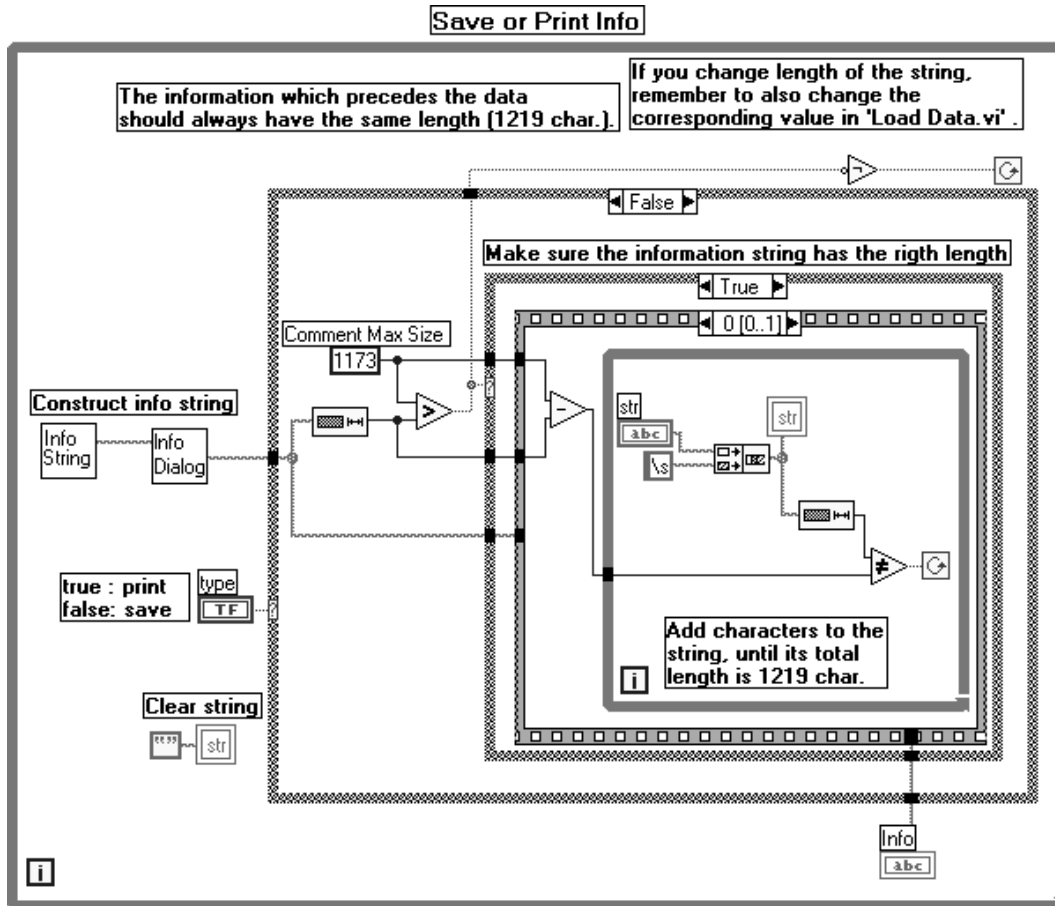 Save or Print Info
The information which precedes the data
should always have the same length (1219 char.).
If you change length of the string,
remember to also change the
corresponding value in 'Load Data.vi' .
False
Make sure the information string has the rigth length
True
0 [0..1]
Comment Max Size
1173
>
?
Construct info string
Info
String
Info
Dialog
-
str
abc
\s
str
≠
true : print
false: save
type
TF
?
Add characters to the
string, until its total
length is 1219 char.
i
Clear string
""
str
Info
abc
i